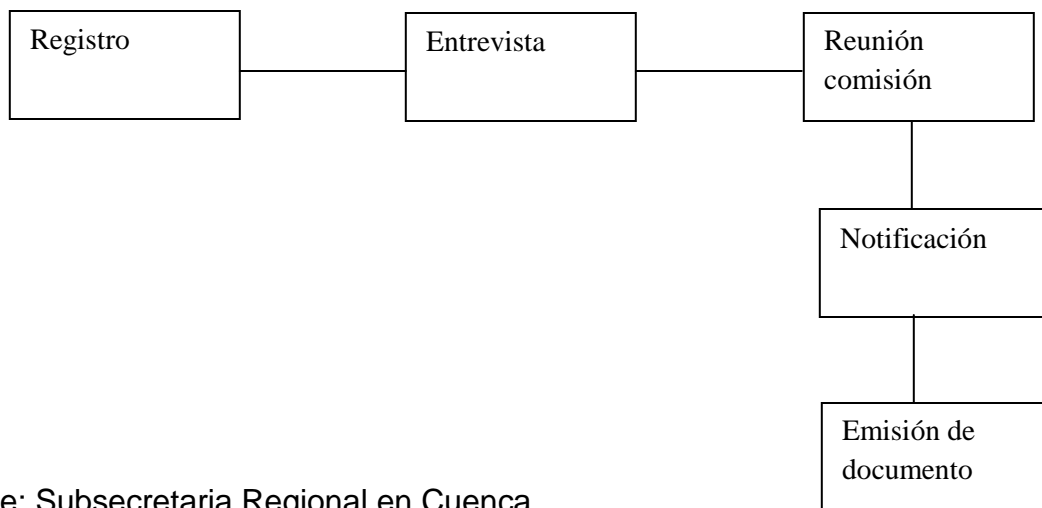 Registro
Entrevista
Reunión
comisión
Notificación
Emisión de
documento
Subsecretaria Regional en Cuenca